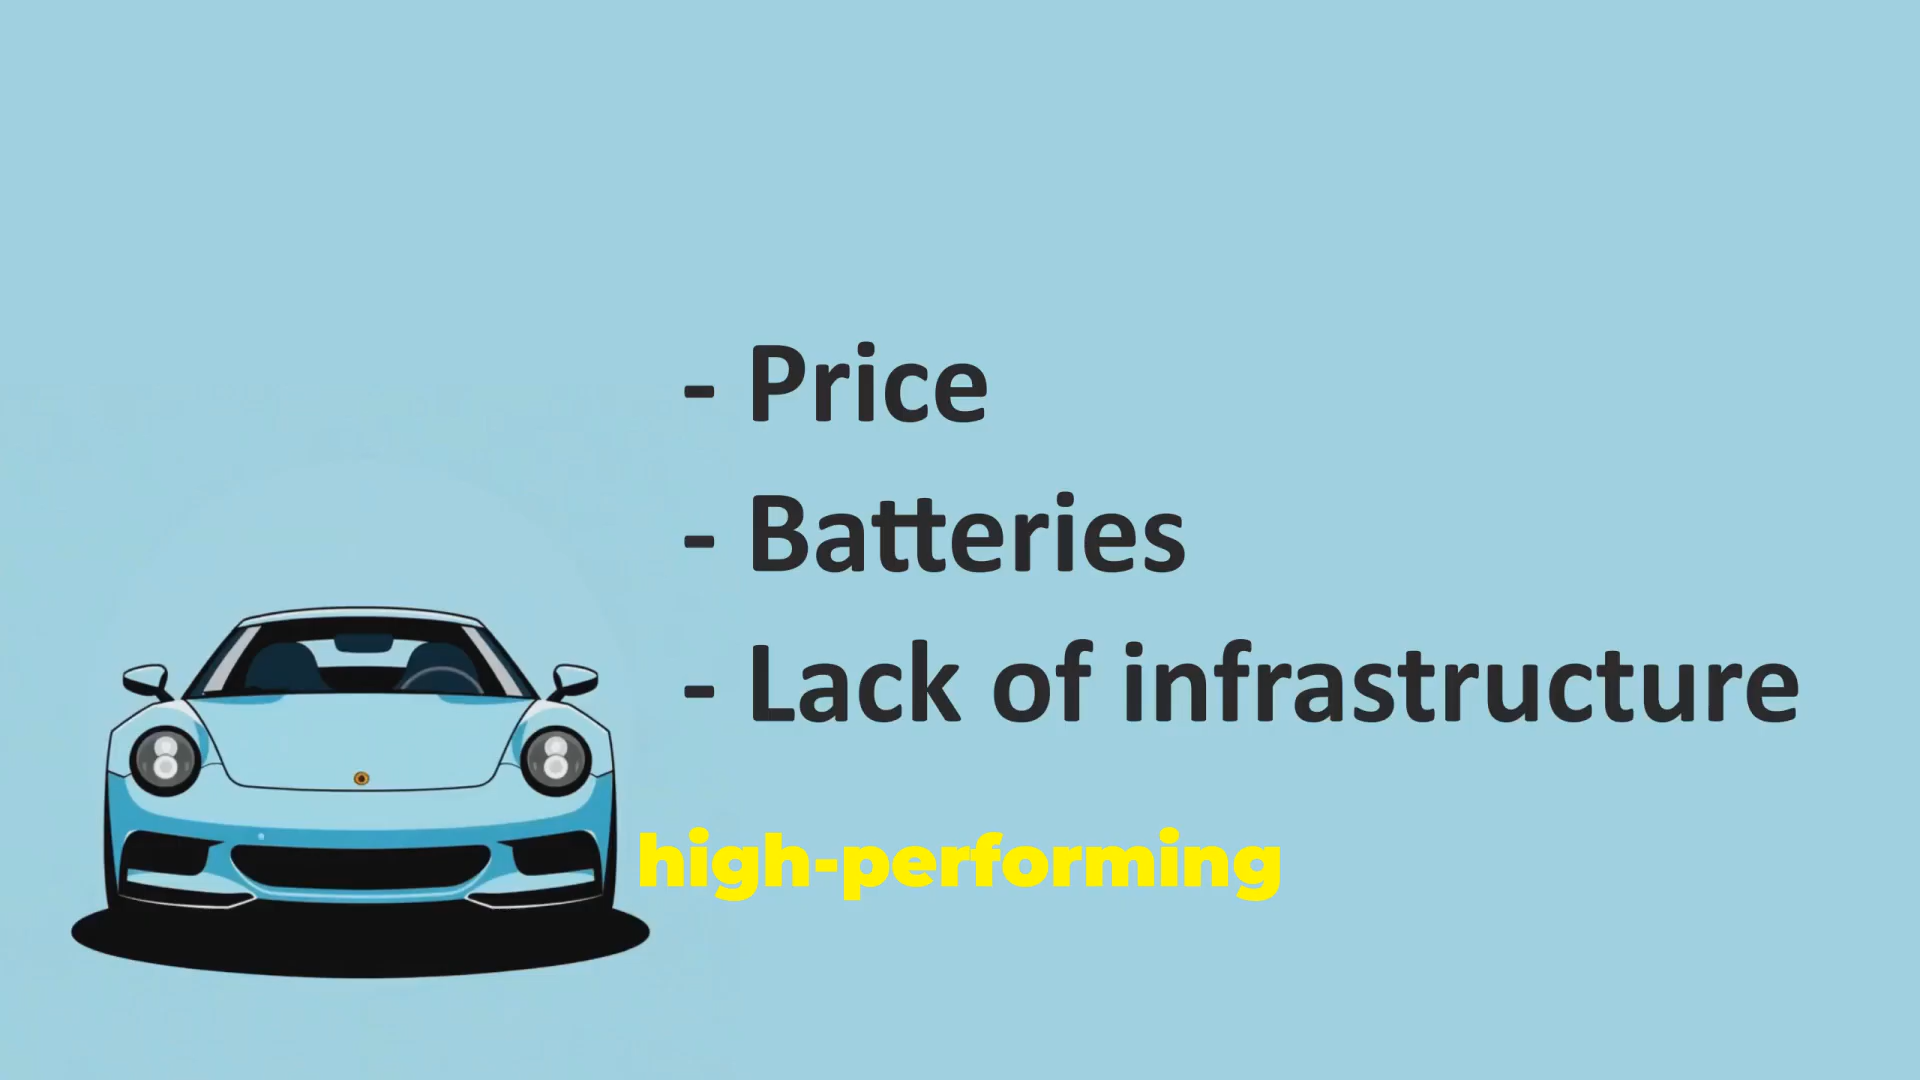 - Price
- Batteries
- Lack of infrastructure
high-performing